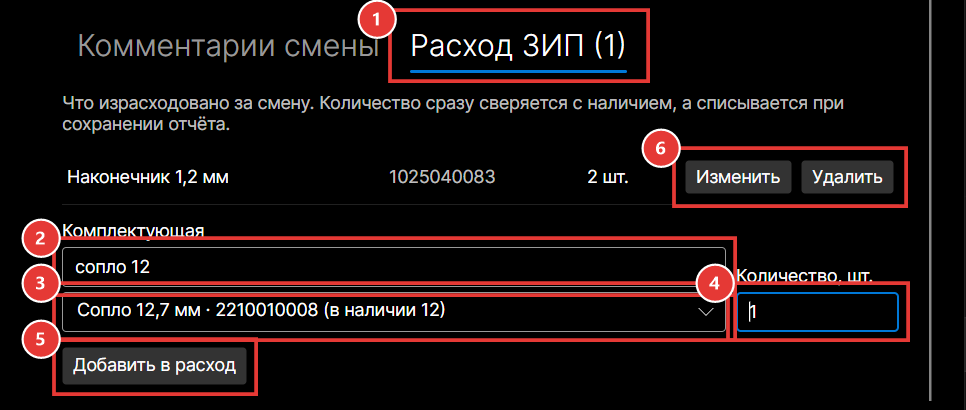 1
Комментарии смены Расход ЗИП (1)
Что израсходовано за смену. Количество сразу сверяется с наличием, а списывается при
сохранении отчёта.
6
Наконечник 1,2 мм 1025040083 2 шт. Изменить Удалить
Комплектующая
2
сопло 12
Количество, шт.
3
4
Сопло 12,7 мм · 2210010008 (в наличии 12)
1
5
Добавить в расход